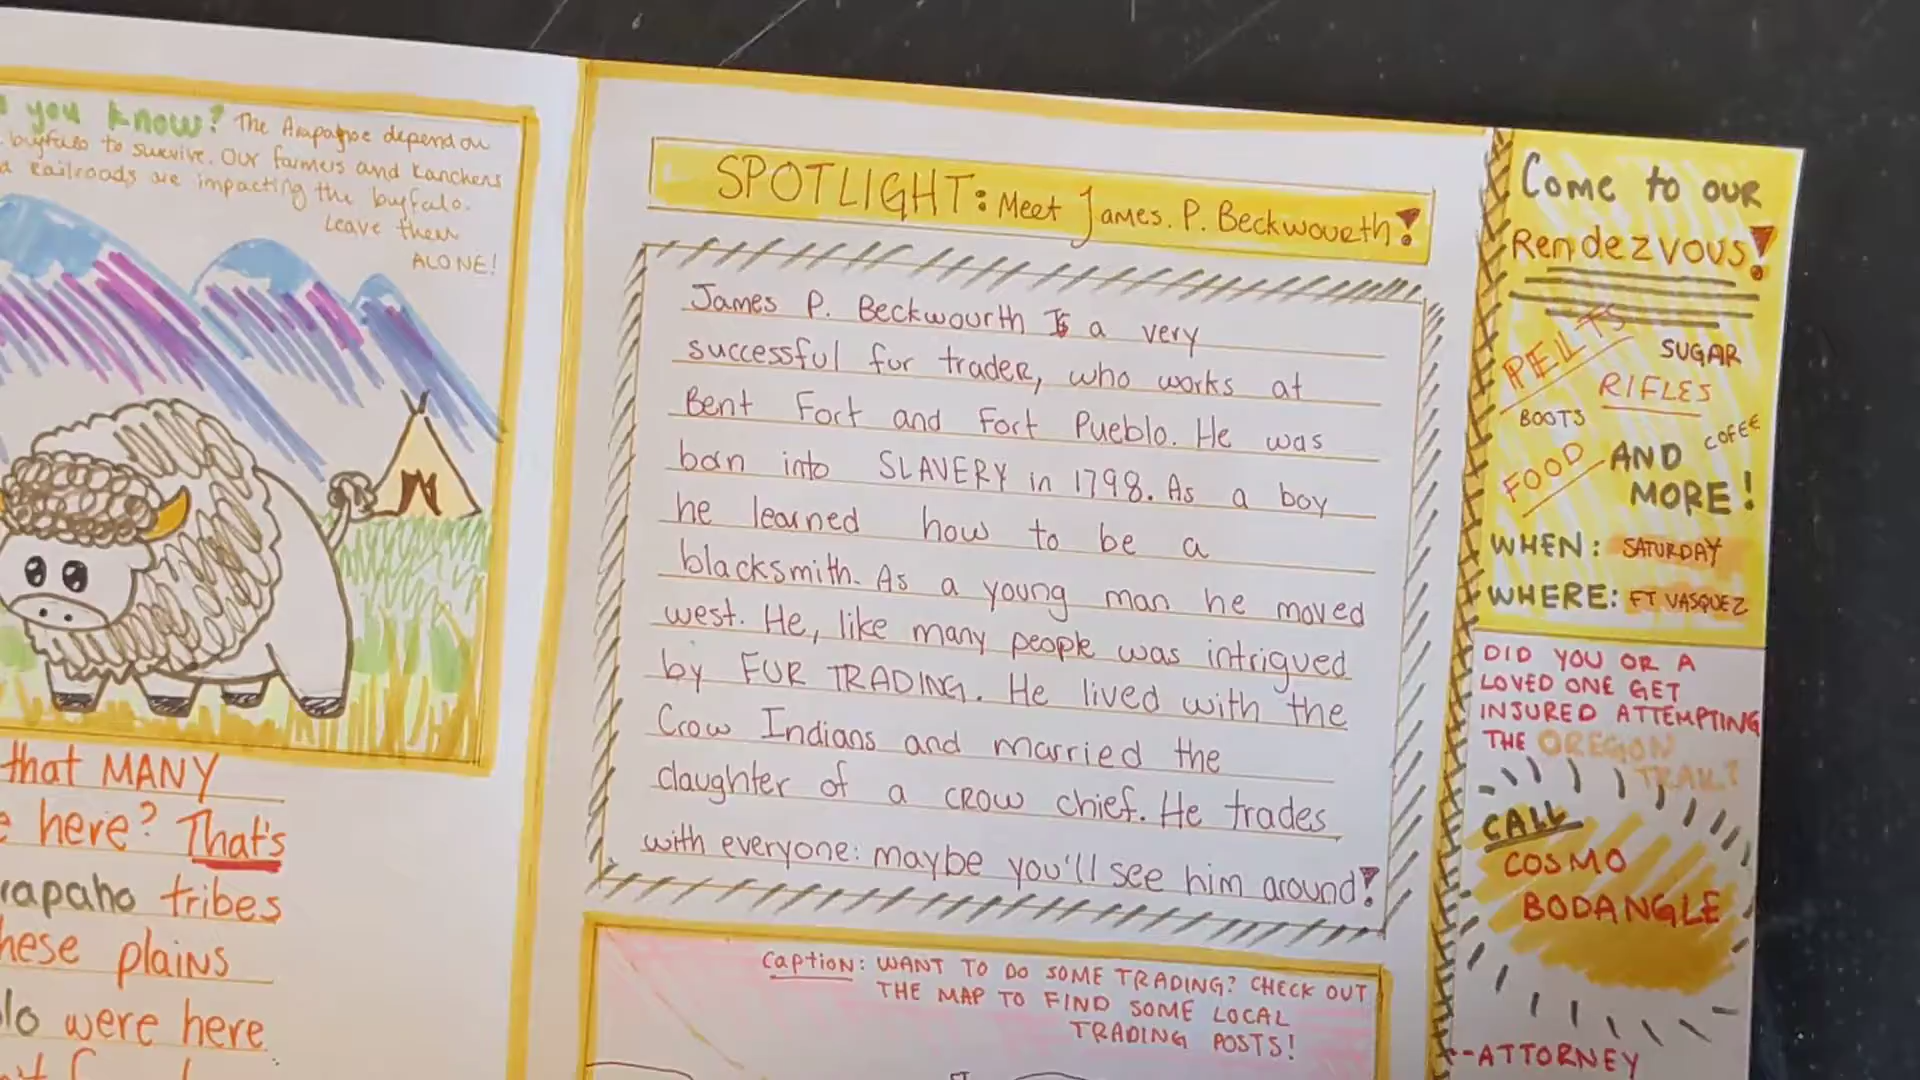 you know? The Arapahoe depend on
buffalo to survive. Our farmers and Ranchers
Railroads are impacting the buffalo.
Leave them
ALONE!
that MANY
here? That's
rapaho tribes
hese plains
lo were here
SPOTLIGHT: Meet James. P. Beckwourth!
James P. Beckwourth Is a very
successful fur trader, who works at
Bent Fort and Fort Pueblo. He was
born into SLAVERY in 1798. As a boy
he learned how to be a
blacksmith. As a young man he moved
west. He, like many people was intrigued
by FUR TRADING. He lived with the
Crow Indians and married the
daughter of a CROW chief. He trades
with everyone: maybe you'll see him around!
Caption: WANT TO DO SOME TRADING? CHECK OUT
THE MAP TO FIND SOME LOCAL
TRADING POSTS!
Come to our
Rendezvous!
PELTS
SUGAR
RIFLES
BOOTS
COFEE
FOOD
AND
MORE!
WHEN: SATURDAY
WHERE: FT VASQUEZ
DID YOU OR A
LOVED ONE GET
INJURED ATTEMPTING
THE OREGON
TRAIL?
CALL
COSMO
BODANGLE
--ATTORNEY